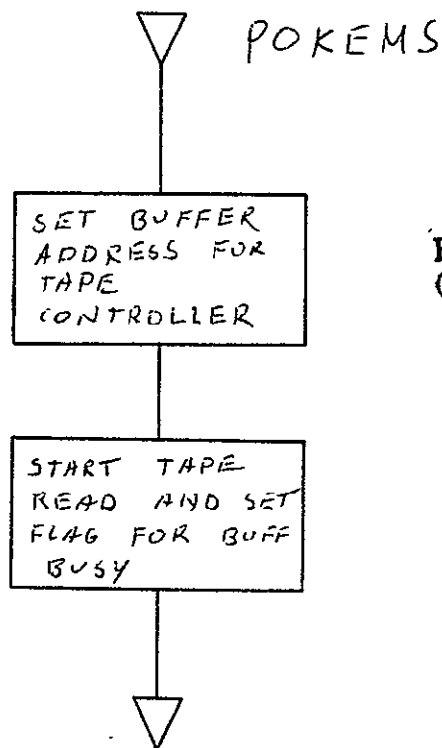 POKEMS
SET BUFFER
ADDRESS FOR
TAPE
CONTROLLER
START TAPE
READ AND SET
FLAG FOR BUFF
BUSY